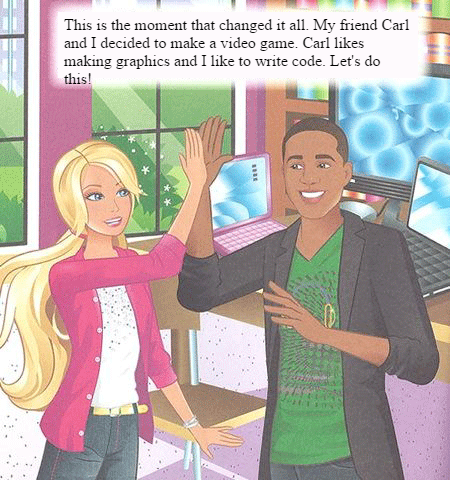 This is the moment that changed it all. My friend Carl
and I decided to make a video game. Carl likes
making graphics and I like to write code. Let's do
this!